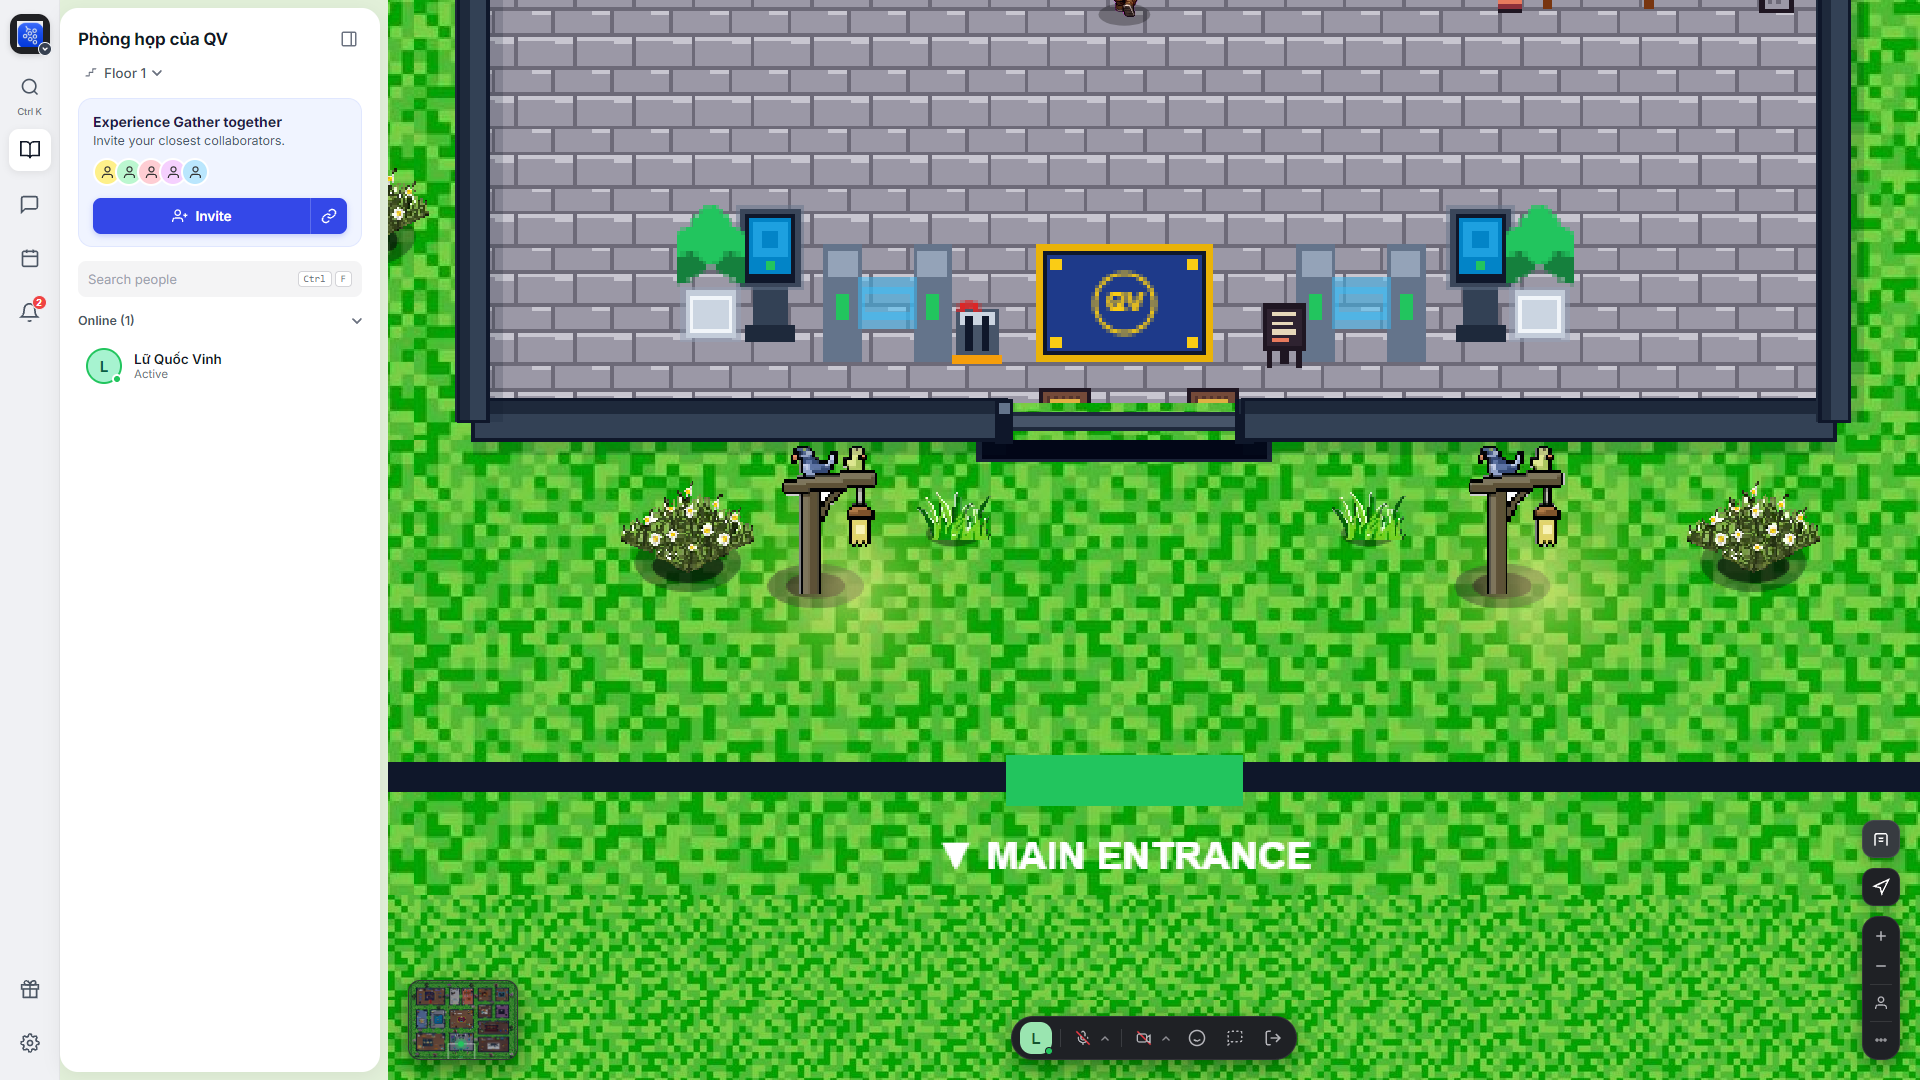 Phòng họp của QV
Floor 1
Ctrl K
Experience Gather together
Invite your closest collaborators.
Invite
Search people
Ctrl F
2
Online (1)
L
Lữ Quốc Vinh
Active
QV
▼ MAIN ENTRANCE
L